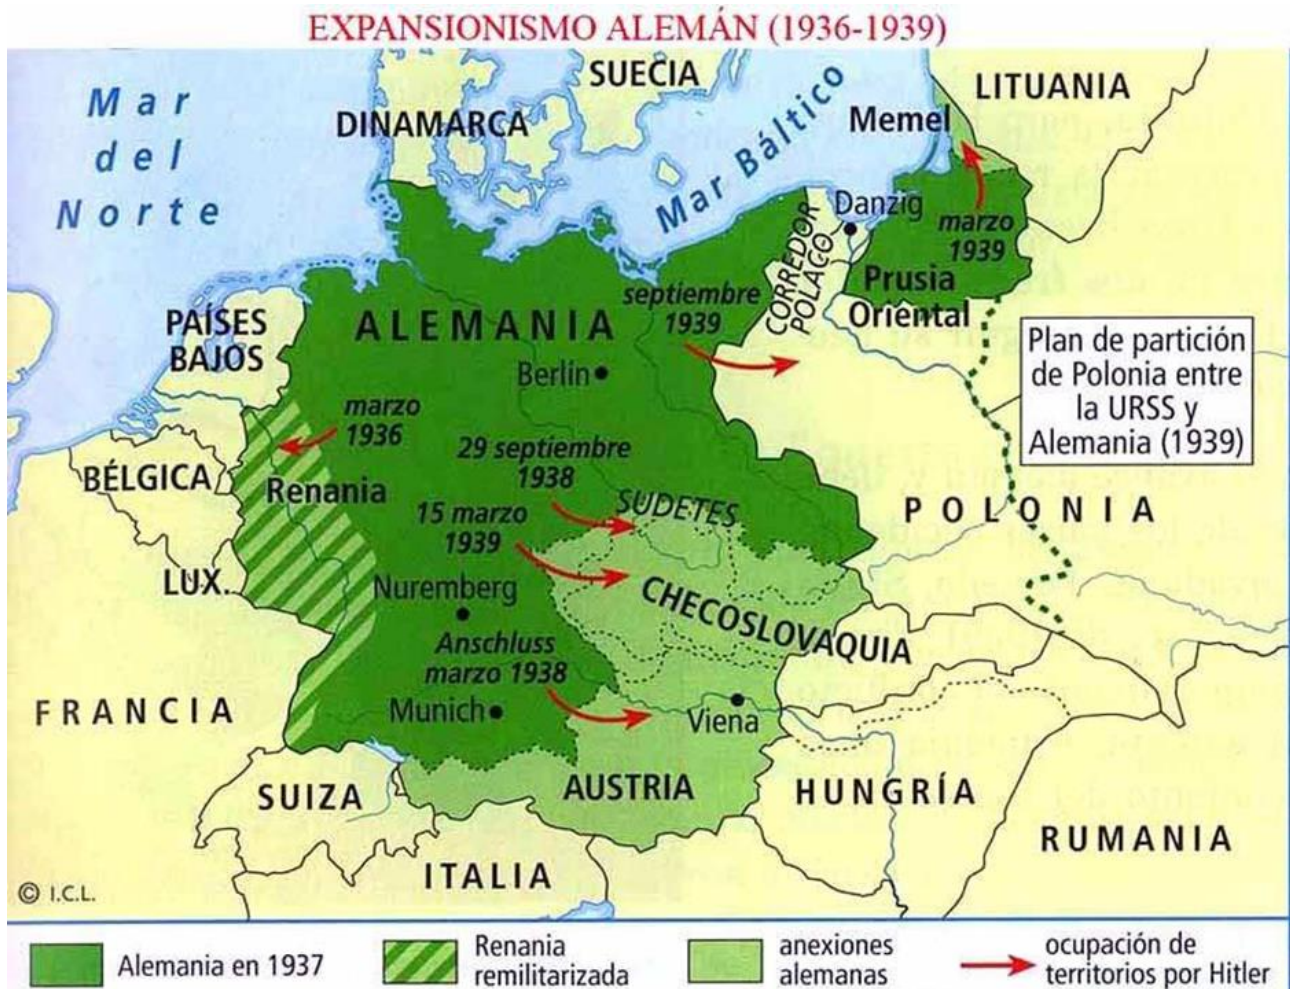 EXPANSIONISMO ALEMÁN (1936-1939)
Mar
del
Norte
DINAMARCA
SUECIA
Mar Báltico
Memel
LITUANIA
Danzig
marzo
1939
CORREDOR
POLACO
Prusia
Oriental
septiembre
1939
PAÍSES
BAJOS
ALEMANIA
Berlín
Plan de partición
de Polonia entre
la URSS y
Alemania (1939)
marzo
1936
BÉLGICA
Renania
29 septiembre
1938
SUDETES
15 marzo
1939
POLONIA
LUX.
Nuremberg
CHECOSLOVAQUIA
Anschluss
marzo 1938
FRANCIA
Munich
Viena
SUIZA
AUSTRIA
HUNGRÍA
RUMANIA
ITALIA
© I.C.L.
Alemania en 1937
Renania
remilitarizada
anexiones
alemanas
ocupación de
territorios por Hitler